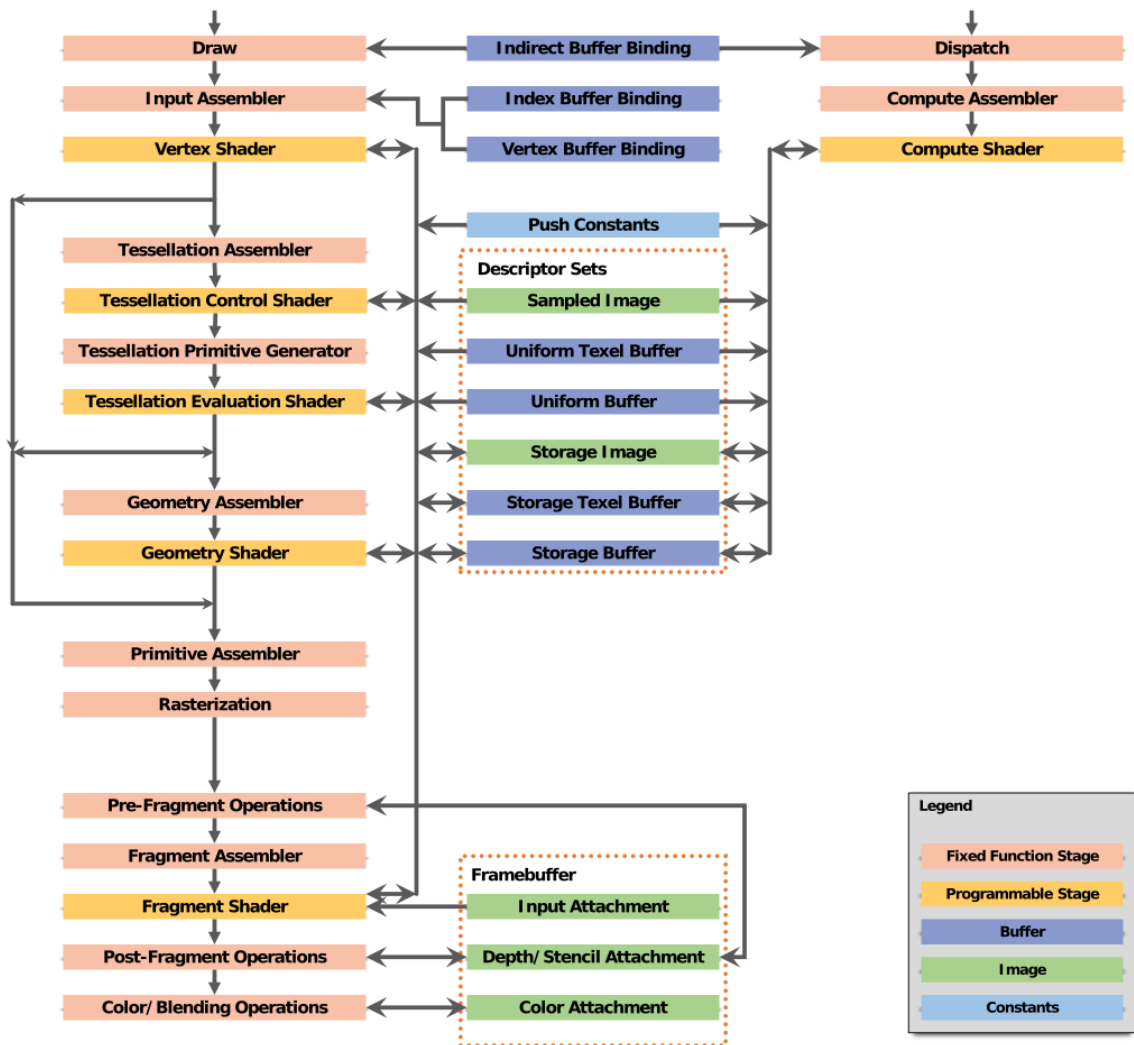 Draw
Indirect Buffer Binding
Dispatch
Input Assembler
Index Buffer Binding
Compute Assembler
Vertex Shader
Vertex Buffer Binding
Compute Shader
Push Constants
Tessellation Assembler
Descriptor Sets
Tessellation Control Shader
Sampled Image
Tessellation Primitive Generator
Uniform Texel Buffer
Tessellation Evaluation Shader
Uniform Buffer
Storage Image
Geometry Assembler
Storage Texel Buffer
Geometry Shader
Storage Buffer
Primitive Assembler
Rasterization
Pre-Fragment Operations
Fragment Assembler
Framebuffer
Fragment Shader
Input Attachment
Post-Fragment Operations
Depth/Stencil Attachment
Color/Blending Operations
Color Attachment
Legend
Fixed Function Stage
Programmable Stage
Buffer
Image
Constants